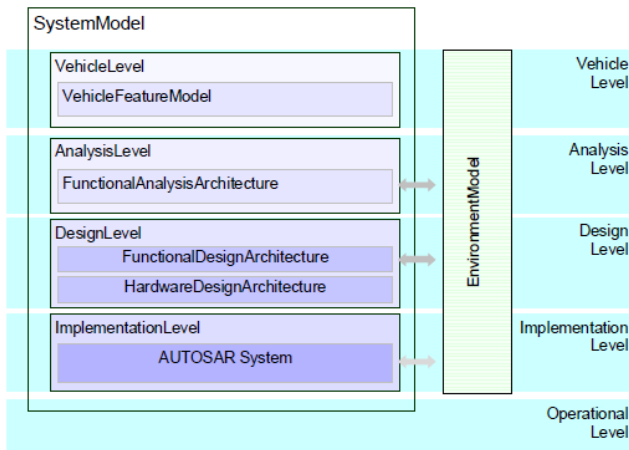 SystemModel
VehicleLevel
VehicleFeatureModel
AnalysisLevel
FunctionalAnalysisArchitecture
DesignLevel
FunctionalDesignArchitecture
HardwareDesignArchitecture
ImplementationLevel
AUTOSAR System
EnvironmentModel
Vehicle
Level
Analysis
Level
Design
Level
Implementation
Level
Operational
Level